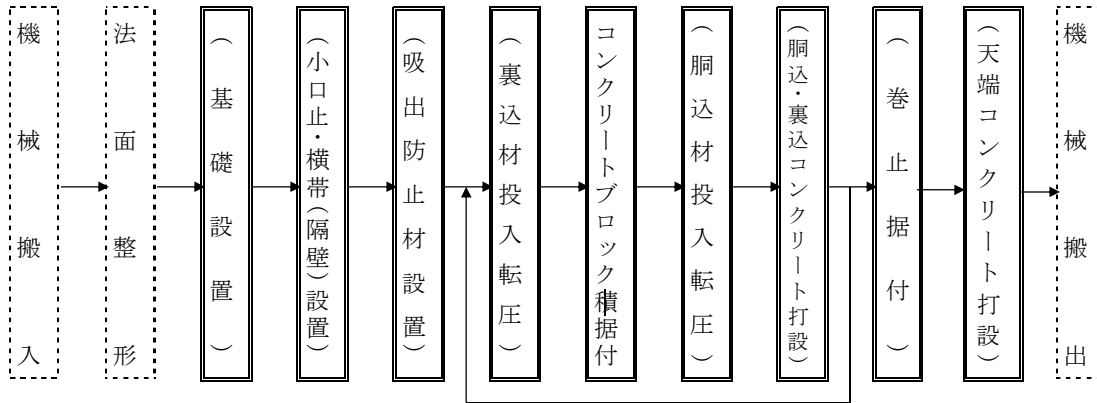 機械搬入
法面整形
（基礎設置）
（小口止・横帯（隔壁）設置）
（吸出防止材設置）
（裏込材投入転圧）
コンクリートブロック積据付
（胴込材投入転圧）
（胴込・裏込コンクリート打設）
（巻止据付）
（天端コンクリート打設）
機械搬出